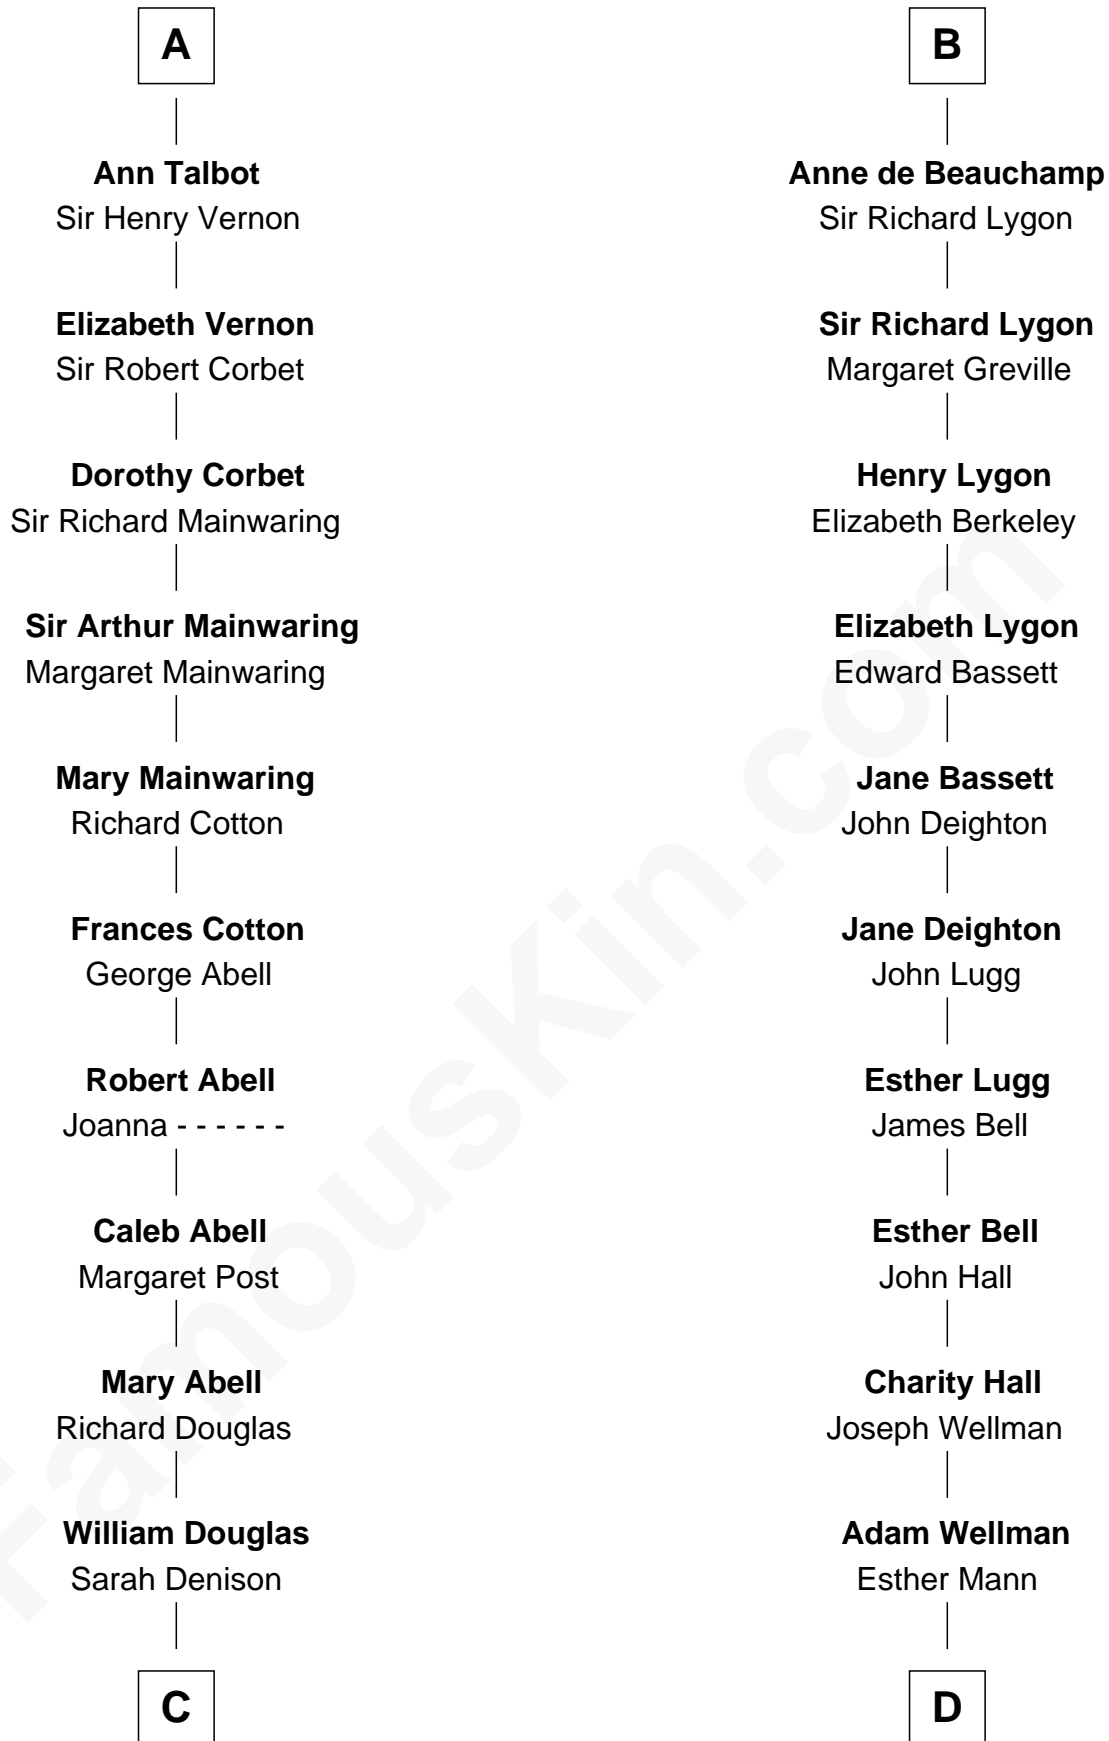 A
Ann Talbot
Sir Henry Vernon
Elizabeth Vernon
Sir Robert Corbet
Dorothy Corbet
Sir Richard Mainwaring
Sir Arthur Mainwaring
Margaret Mainwaring
Mary Mainwaring
Richard Cotton
Frances Cotton
George Abell
Robert Abell
Joanna - - - - - -
Caleb Abell
Margaret Post
Mary Abell
Richard Douglas
William Douglas
Sarah Denison
C
B
Anne de Beauchamp
Sir Richard Lygon
Sir Richard Lygon
Margaret Greville
Henry Lygon
Elizabeth Berkeley
Elizabeth Lygon
Edward Bassett
Jane Bassett
John Deighton
Jane Deighton
John Lugg
Esther Lugg
James Bell
Esther Bell
John Hall
Charity Hall
Joseph Wellman
Adam Wellman
Esther Mann
D
FamousKin.com